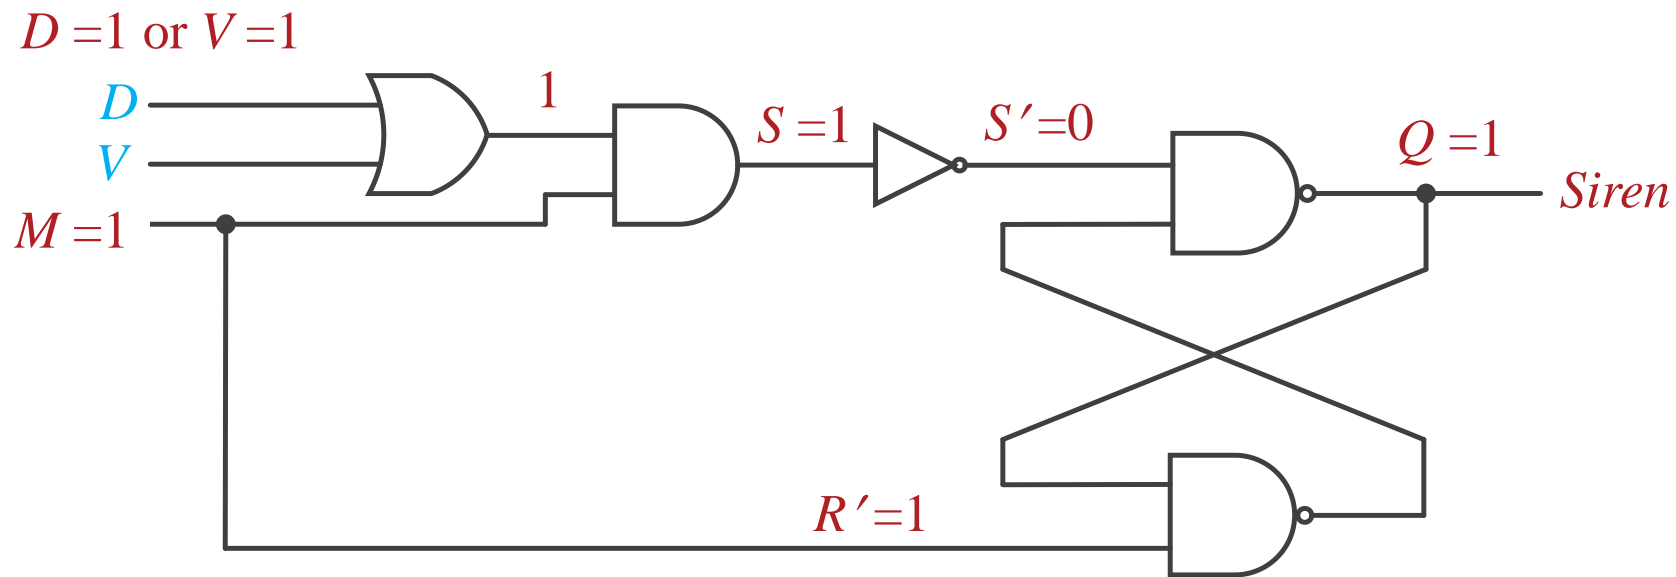 D =1 or V =1
D
V
M =1
1
S =1
S′=0
Q =1
Siren
R′=1